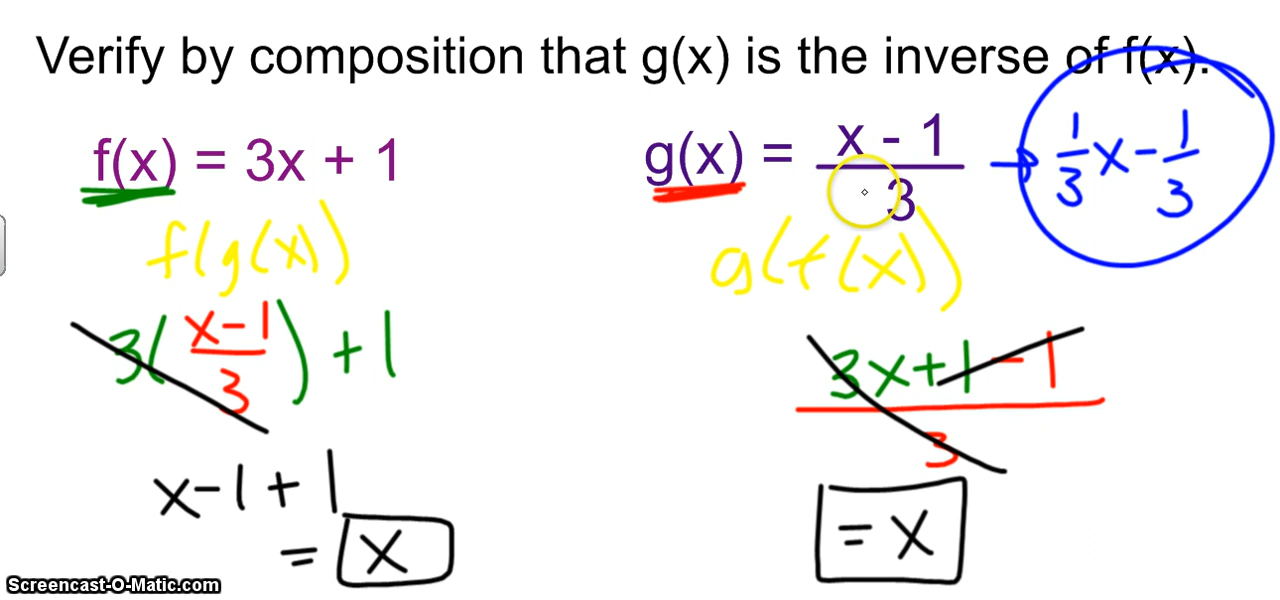 Verify by composition that g(x) is the inverse of f(x).
f(x) = 3x + 1
f(g(x))
3(x-1/3)+1
x-1+1
= x
g(x) = x - 1 / 3 → 1/3 x - 1/3
g(f(x))
3x+1-1
3
= x
Screencast-O-Matic.com